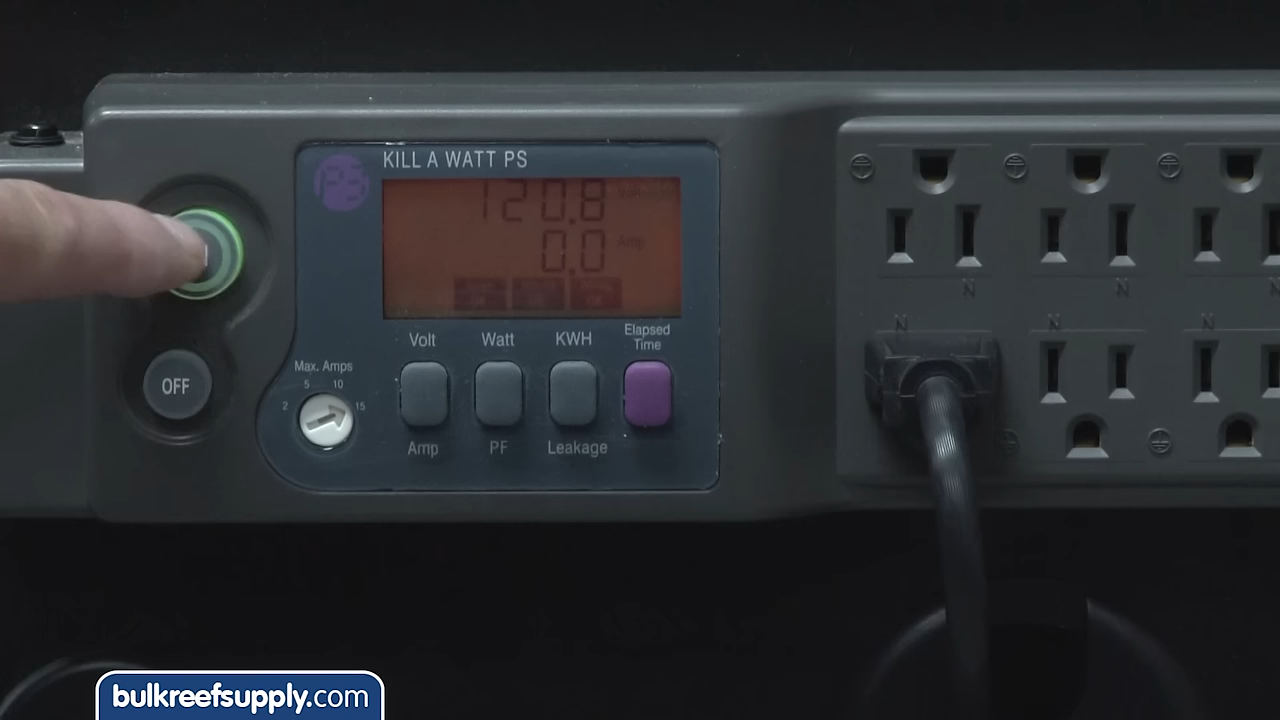 P3
KILL A WATT PS
120.8
0.0 Amp
Volt
Watt
KWH
Elapsed
Time
Max. Amps
5 10
2 15
OFF
Amp
PF
Leakage
N N N
N N N
bulkreefsupply.com